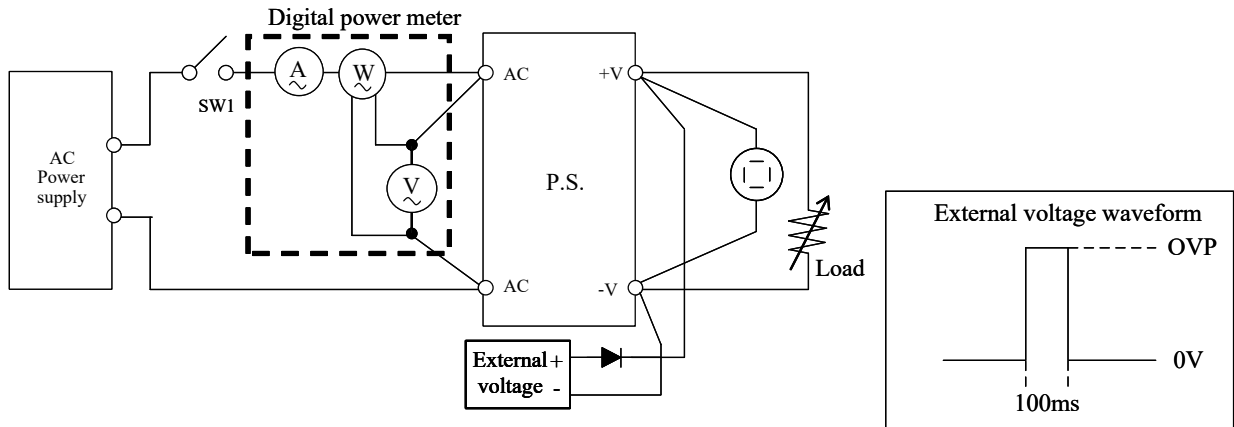 Digital power meter
AC
Power
supply
SW1
A
W
V
AC
AC
P.S.
+V
-V
Load
External +
voltage -
External voltage waveform
OVP
0V
100ms